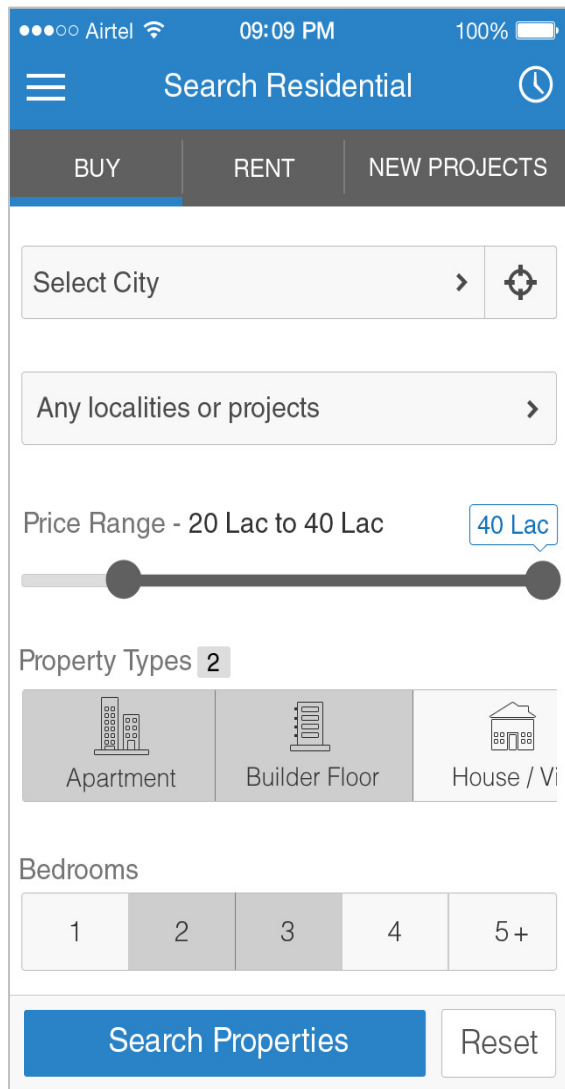 Airtel 09:09 PM 100%
Search Residential
BUY RENT NEW PROJECTS
Select City
Any localities or projects
Price Range - 20 Lac to 40 Lac 40 Lac
Property Types 2
Apartment Builder Floor House / Vi
Bedrooms
1 2 3 4 5+
Search Properties Reset